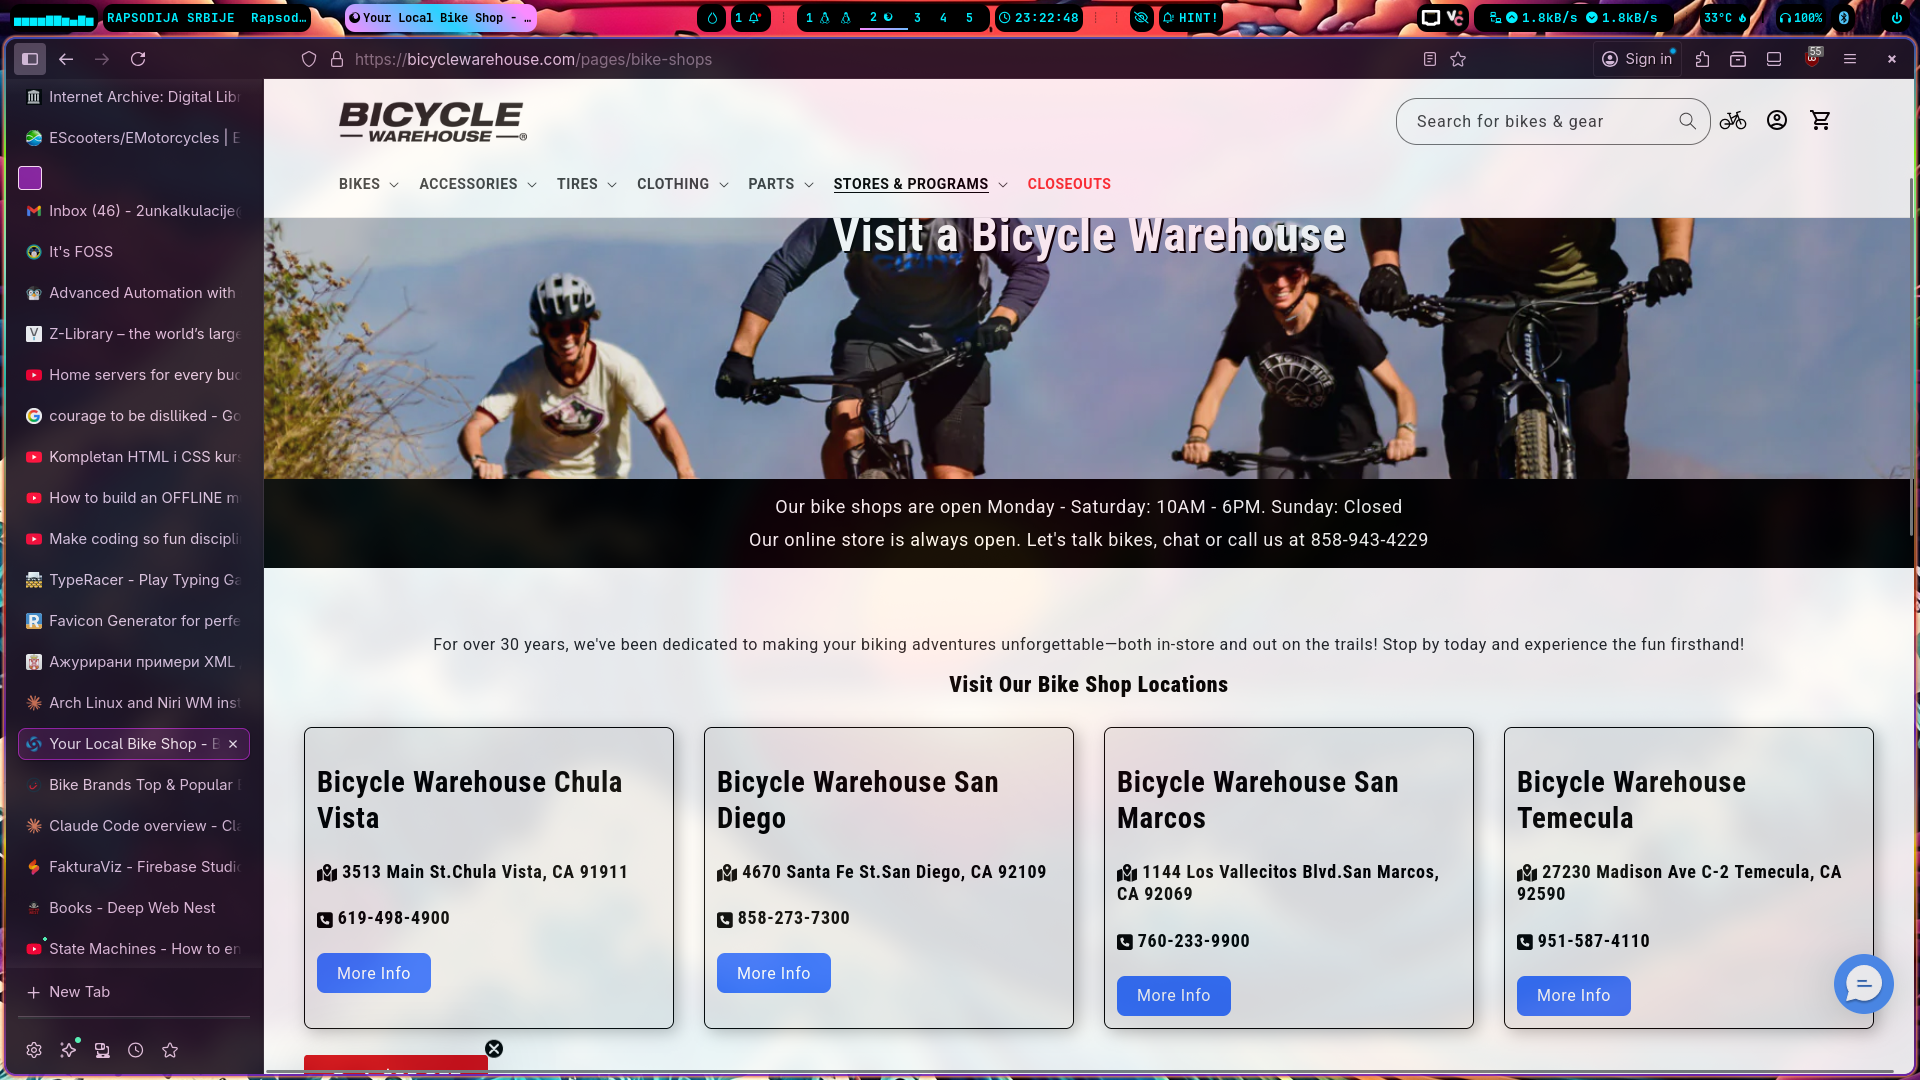 RAPSODIJA SRBIJE Rapsod…
Your Local Bike Shop - …
1
1
2
3
4
5
23:22:48
HINT!
1.8kB/s
1.8kB/s
33°C
100%
https://bicyclewarehouse.com/pages/bike-shops
Sign in
55
Internet Archive: Digital Libr
EScooters/EMotorcycles | E
Inbox (46) - 2unkalkulacije@
It's FOSS
Advanced Automation with
Z-Library – the world's large
Home servers for every bud
courage to be dislliked - Go
Kompletan HTML i CSS kurs
How to build an OFFLINE m
Make coding so fun discipli
TypeRacer - Play Typing Ga
Favicon Generator for perfe
Ажурирани примери XML
Arch Linux and Niri WM inst
Your Local Bike Shop - B
Bike Brands Top & Popular
Claude Code overview - Cla
FakturaViz - Firebase Studio
Books - Deep Web Nest
State Machines - How to en
New Tab
BICYCLE
WAREHOUSE®
Search for bikes & gear
BIKES
ACCESSORIES
TIRES
CLOTHING
PARTS
STORES & PROGRAMS
CLOSEOUTS
Visit a Bicycle Warehouse
Our bike shops are open Monday - Saturday: 10AM - 6PM. Sunday: Closed
Our online store is always open. Let's talk bikes, chat or call us at 858-943-4229
For over 30 years, we've been dedicated to making your biking adventures unforgettable—both in-store and out on the trails! Stop by today and experience the fun firsthand!
Visit Our Bike Shop Locations
Bicycle Warehouse Chula
Vista
3513 Main St.Chula Vista, CA 91911
619-498-4900
More Info
Bicycle Warehouse San
Diego
4670 Santa Fe St.San Diego, CA 92109
858-273-7300
More Info
Bicycle Warehouse San
Marcos
1144 Los Vallecitos Blvd.San Marcos,
CA 92069
760-233-9900
More Info
Bicycle Warehouse
Temecula
27230 Madison Ave C-2 Temecula, CA
92590
951-587-4110
More Info